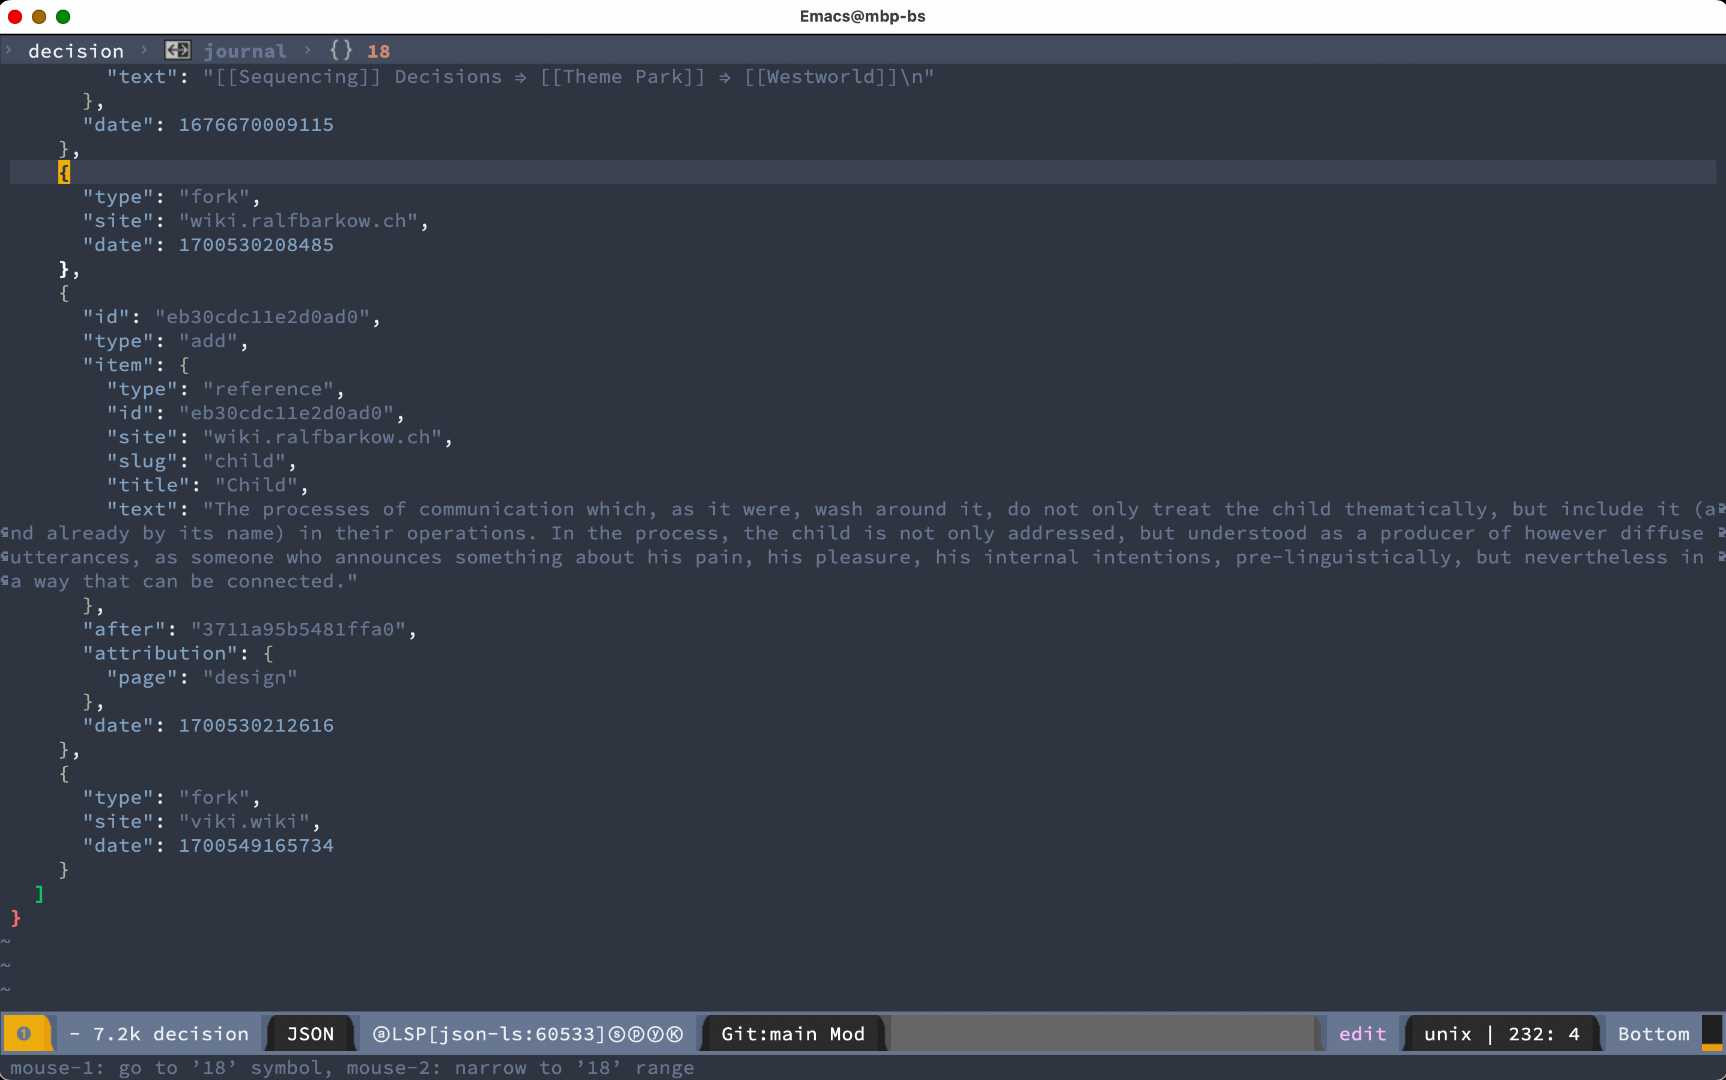 Emacs@mbp-bs
› decision › journal › {} 18
"text": "[[Sequencing]] Decisions ⇒ [[Theme Park]] ⇒ [[Westworld]]\n"
},
"date": 1676670009115
},
{
"type": "fork",
"site": "wiki.ralfbarkow.ch",
"date": 1700530208485
},
{
"id": "eb30cdc11e2d0ad0",
"type": "add",
"item": {
"type": "reference",
"id": "eb30cdc11e2d0ad0",
"site": "wiki.ralfbarkow.ch",
"slug": "child",
"title": "Child",
"text": "The processes of communication which, as it were, wash around it, do not only treat the child thematically, but include it (a
nd already by its name) in their operations. In the process, the child is not only addressed, but understood as a producer of however diffuse
utterances, as someone who announces something about his pain, his pleasure, his internal intentions, pre-linguistically, but nevertheless in
a way that can be connected."
},
"after": "3711a95b5481ffa0",
"attribution": {
"page": "design"
},
"date": 1700530212616
},
{
"type": "fork",
"site": "viki.wiki",
"date": 1700549165734
}
]
}
~
~
~
❶ - 7.2k decision JSON ⓐLSP[json-ls:60533]ⓢⓟⓨⓀ Git:main Mod edit unix | 232: 4 Bottom
mouse-1: go to ’18’ symbol, mouse-2: narrow to ’18’ range